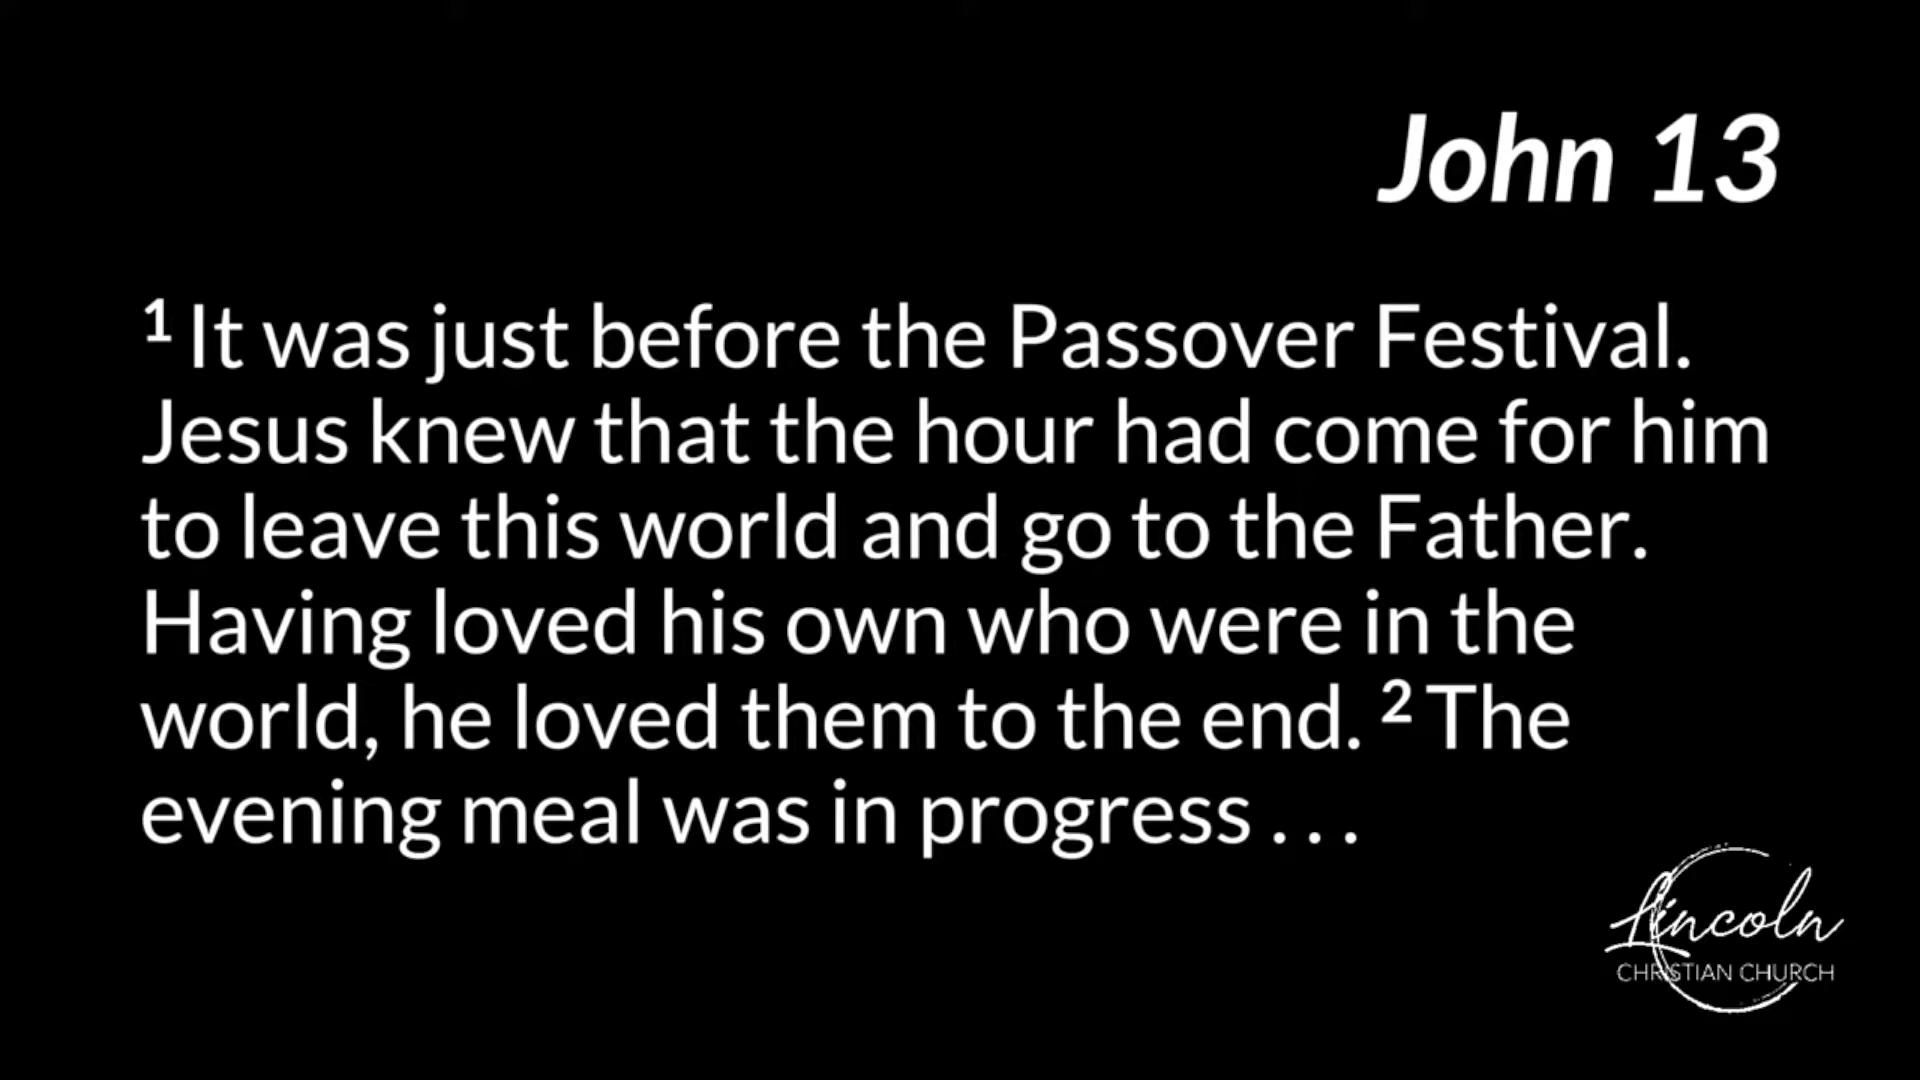 John 13
1 It was just before the Passover Festival.
Jesus knew that the hour had come for him
to leave this world and go to the Father.
Having loved his own who were in the
world, he loved them to the end. 2 The
evening meal was in progress . . .
Lincoln
CHRISTIAN CHURCH